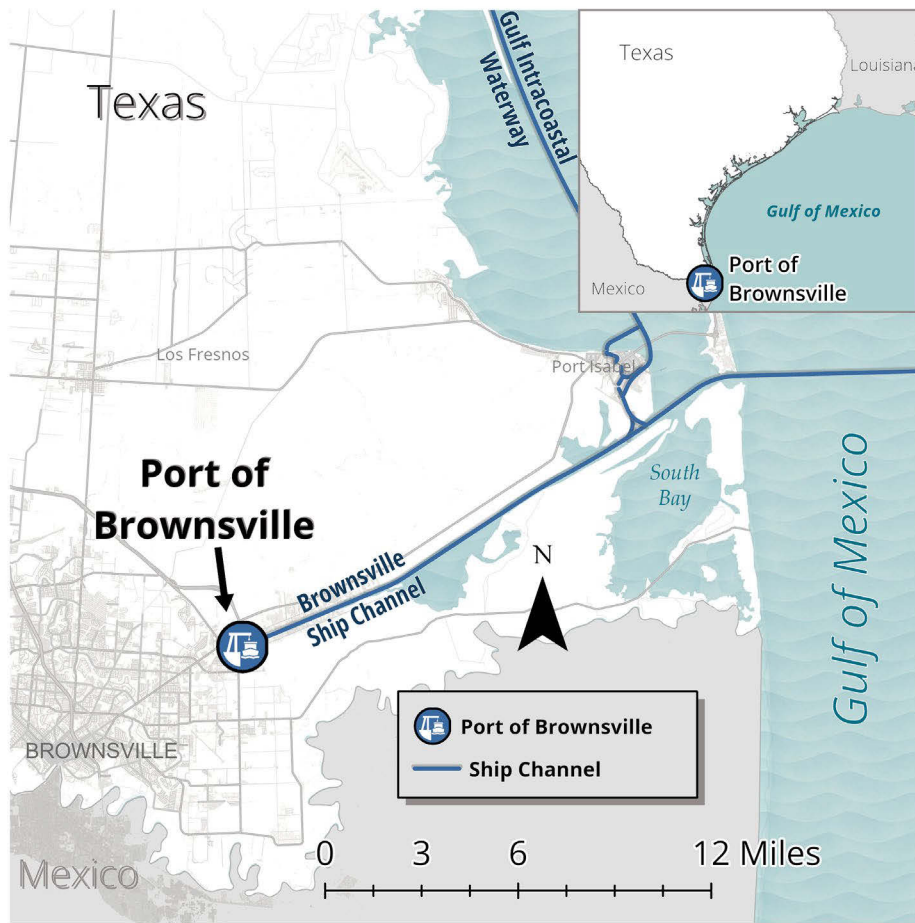 Texas
Gulf Intracoastal
Waterway
Texas
Louisiana
Gulf of Mexico
Mexico
Port of
Brownsville
Los Fresnos
Port Isabel
Port of
Brownsville
South
Bay
Gulf of Mexico
Brownsville
Ship Channel
N
Port of Brownsville
Ship Channel
BROWNSVILLE
Mexico
0 3 6 12 Miles